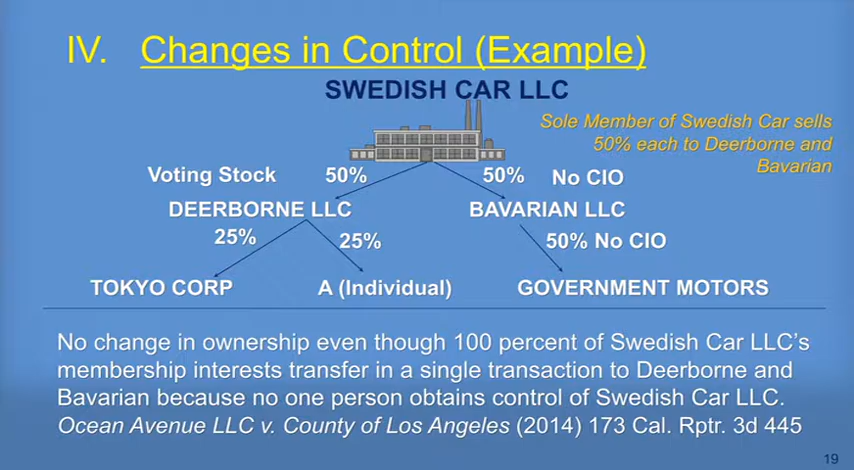 IV. Changes in Control (Example)
SWEDISH CAR LLC
Sole Member of Swedish Car sells
50% each to Deerborne and
Bavarian
Voting Stock 50% 50% No CIO
DEERBORNE LLC BAVARIAN LLC
25% 25% 50% No CIO
TOKYO CORP A (Individual) GOVERNMENT MOTORS
No change in ownership even though 100 percent of Swedish Car LLC's
membership interests transfer in a single transaction to Deerborne and
Bavarian because no one person obtains control of Swedish Car LLC.
Ocean Avenue LLC v. County of Los Angeles (2014) 173 Cal. Rptr. 3d 445
19